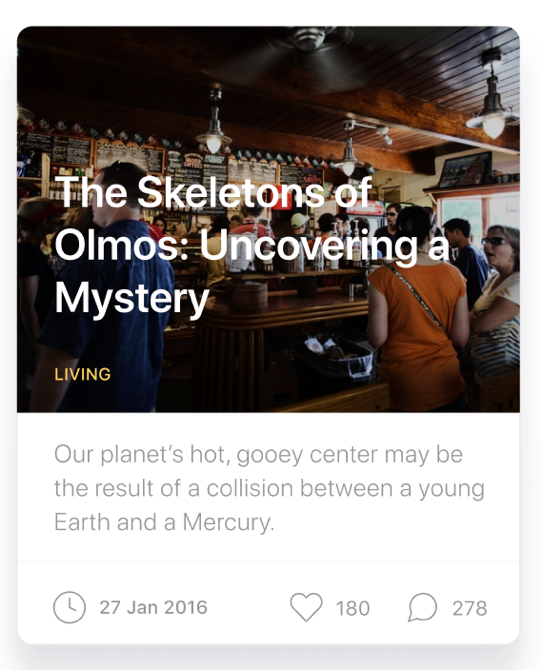 The Skeletons of
Olmos: Uncovering a
Mystery
LIVING
Our planet’s hot, gooey center may be
the result of a collision between a young
Earth and a Mercury.
27 Jan 2016
180
278